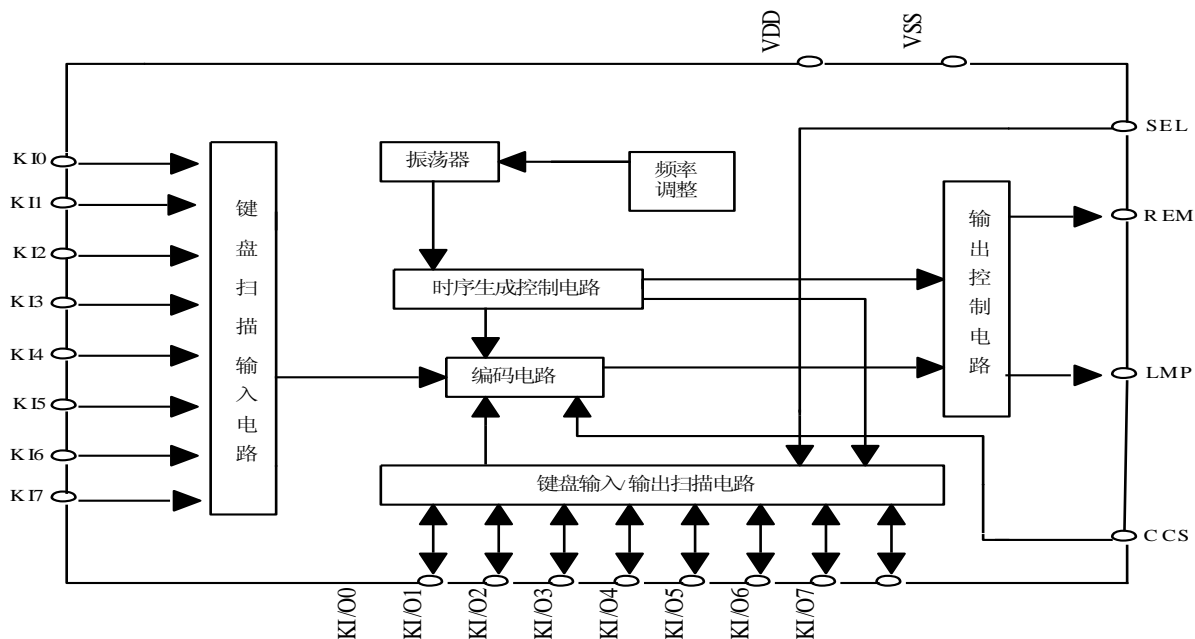 VDD
VSS
SEL
KI0
振荡器
频率
调整
REM
KI1
键盘扫描输入电路
输出控制电路
KI2
时序生成控制电路
KI3
KI4
编码电路
LMP
KI5
KI6
键盘输入/输出扫描电路
KI7
CCS
KI/O0
KI/O1
KI/O2
KI/O3
KI/O4
KI/O5
KI/O6
KI/O7